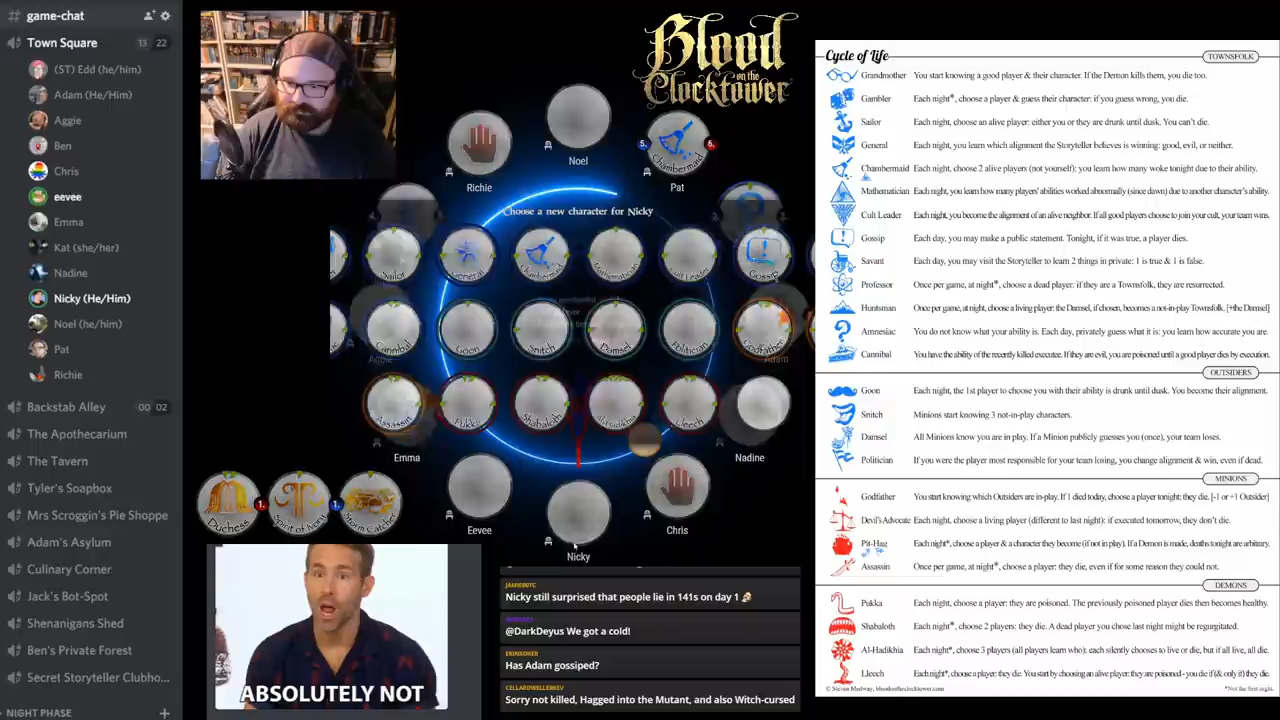 # game-chat
Town Square
13 22
(ST) Edd (he/him)
Adam (He/Him)
Aggie
Ben
Chris
eevee
Emma
Kat (she/her)
Nadine
Nicky (He/Him)
Noel (he/him)
Pat
Richie
Backstab Alley
00 02
The Apothecarium
The Tavern
Tyler's Soapbox
Mrs Scroggin's Pie Shoppe
Adam's Asylum
Culinary Corner
Jack's Bot-Spot
Shenanigans Shed
Ben's Private Forest
Secret Storyteller Clubho...
NIGHT PHASE
Blood
on the
Clocktower
Noel
Richie
5.
Chambermaid
6.
Pat
Choose a new character for Nicky
Sailor
General
Chambermaid
Mathematician
Cult Leader
Gossip
Cannibal
Goon
Snitch
Damsel
Politician
Godfather
Aggie
Adam
Assassin
Pukka
Shabaloth
Al-Hadikhia
Lleech
Emma
Nadine
Eevee
Nicky
Chris
Duchess
1.
Spirit of Ivory
1.
Storm Catcher
ABSOLUTELY NOT
JAMIEBTC
Nicky still surprised that people lie in 141s on day 1
@DarkDeyus We got a cold!
Has Adam gossiped?
Sorry not killed, Hagged into the Mutant, and also Witch-cursed
Cycle of Life
TOWNSFOLK
Grandmother You start knowing a good player & their character. If the Demon kills them, you die too.
Gambler Each night*, choose a player & guess their character: if you guess wrong, you die.
Sailor Each night, choose an alive player: either you or they are drunk until dusk. You can't die.
General Each night, you learn which alignment the Storyteller believes is winning: good, evil, or neither.
Chambermaid Each night, choose 2 alive players (not yourself): you learn how many woke tonight due to their ability.
Mathematician Each night, you learn how many players' abilities worked abnormally (since dawn) due to another character's ability.
Cult Leader Each night, you become the alignment of an alive neighbor. If all good players choose to join your cult, your team wins.
Gossip Each day, you may make a public statement. Tonight, if it was true, a player dies.
Savant Each day, you may visit the Storyteller to learn 2 things in private: 1 is true & 1 is false.
Professor Once per game, at night*, choose a dead player: if they are a Townsfolk, they are resurrected.
Huntsman Once per game, at night, choose a living player: the Damsel, if chosen, becomes a not-in-play Townsfolk. [+the Damsel]
Amnesiac You do not know what your ability is. Each day, privately guess what it is: you learn how accurate you are.
Cannibal You have the ability of the recently killed executee. If they are evil, you are poisoned until a good player dies by execution.
OUTSIDERS
Goon Each night, the 1st player to choose you with their ability is drunk until dusk. You become their alignment.
Snitch Minions start knowing 3 not-in-play characters.
Damsel All Minions know you are in play. If a Minion publicly guesses you (once), your team loses.
Politician If you were the player most responsible for your team losing, you change alignment & win, even if dead.
MINIONS
Godfather You start knowing which Outsiders are in-play. If 1 died today, choose a player tonight: they die. [-1 or +1 Outsider]
Devil's Advocate Each night, choose a living player (different to last night): if executed tomorrow, they don't die.
Pit-Hag Each night*, choose a player & a character they become (if not in play). If a Demon is made, deaths tonight are arbitrary.
Assassin Once per game, at night*, choose a player: they die, even if for some reason they could not.
DEMONS
Pukka Each night, choose a player: they are poisoned. The previously poisoned player dies then becomes healthy.
Shabaloth Each night*, choose 2 players: they die. A dead player you chose last night might be regurgitated.
Al-Hadikhia Each night*, choose 3 players (all players learn who): each silently chooses to live or die, but if all live, all die.
Lleech Each night*, choose a player: they die. You start by choosing an alive player: they are poisoned - you die if (& only if) they die.
© Steven Medway, bloodontheclocktower.com
*Not the first night.